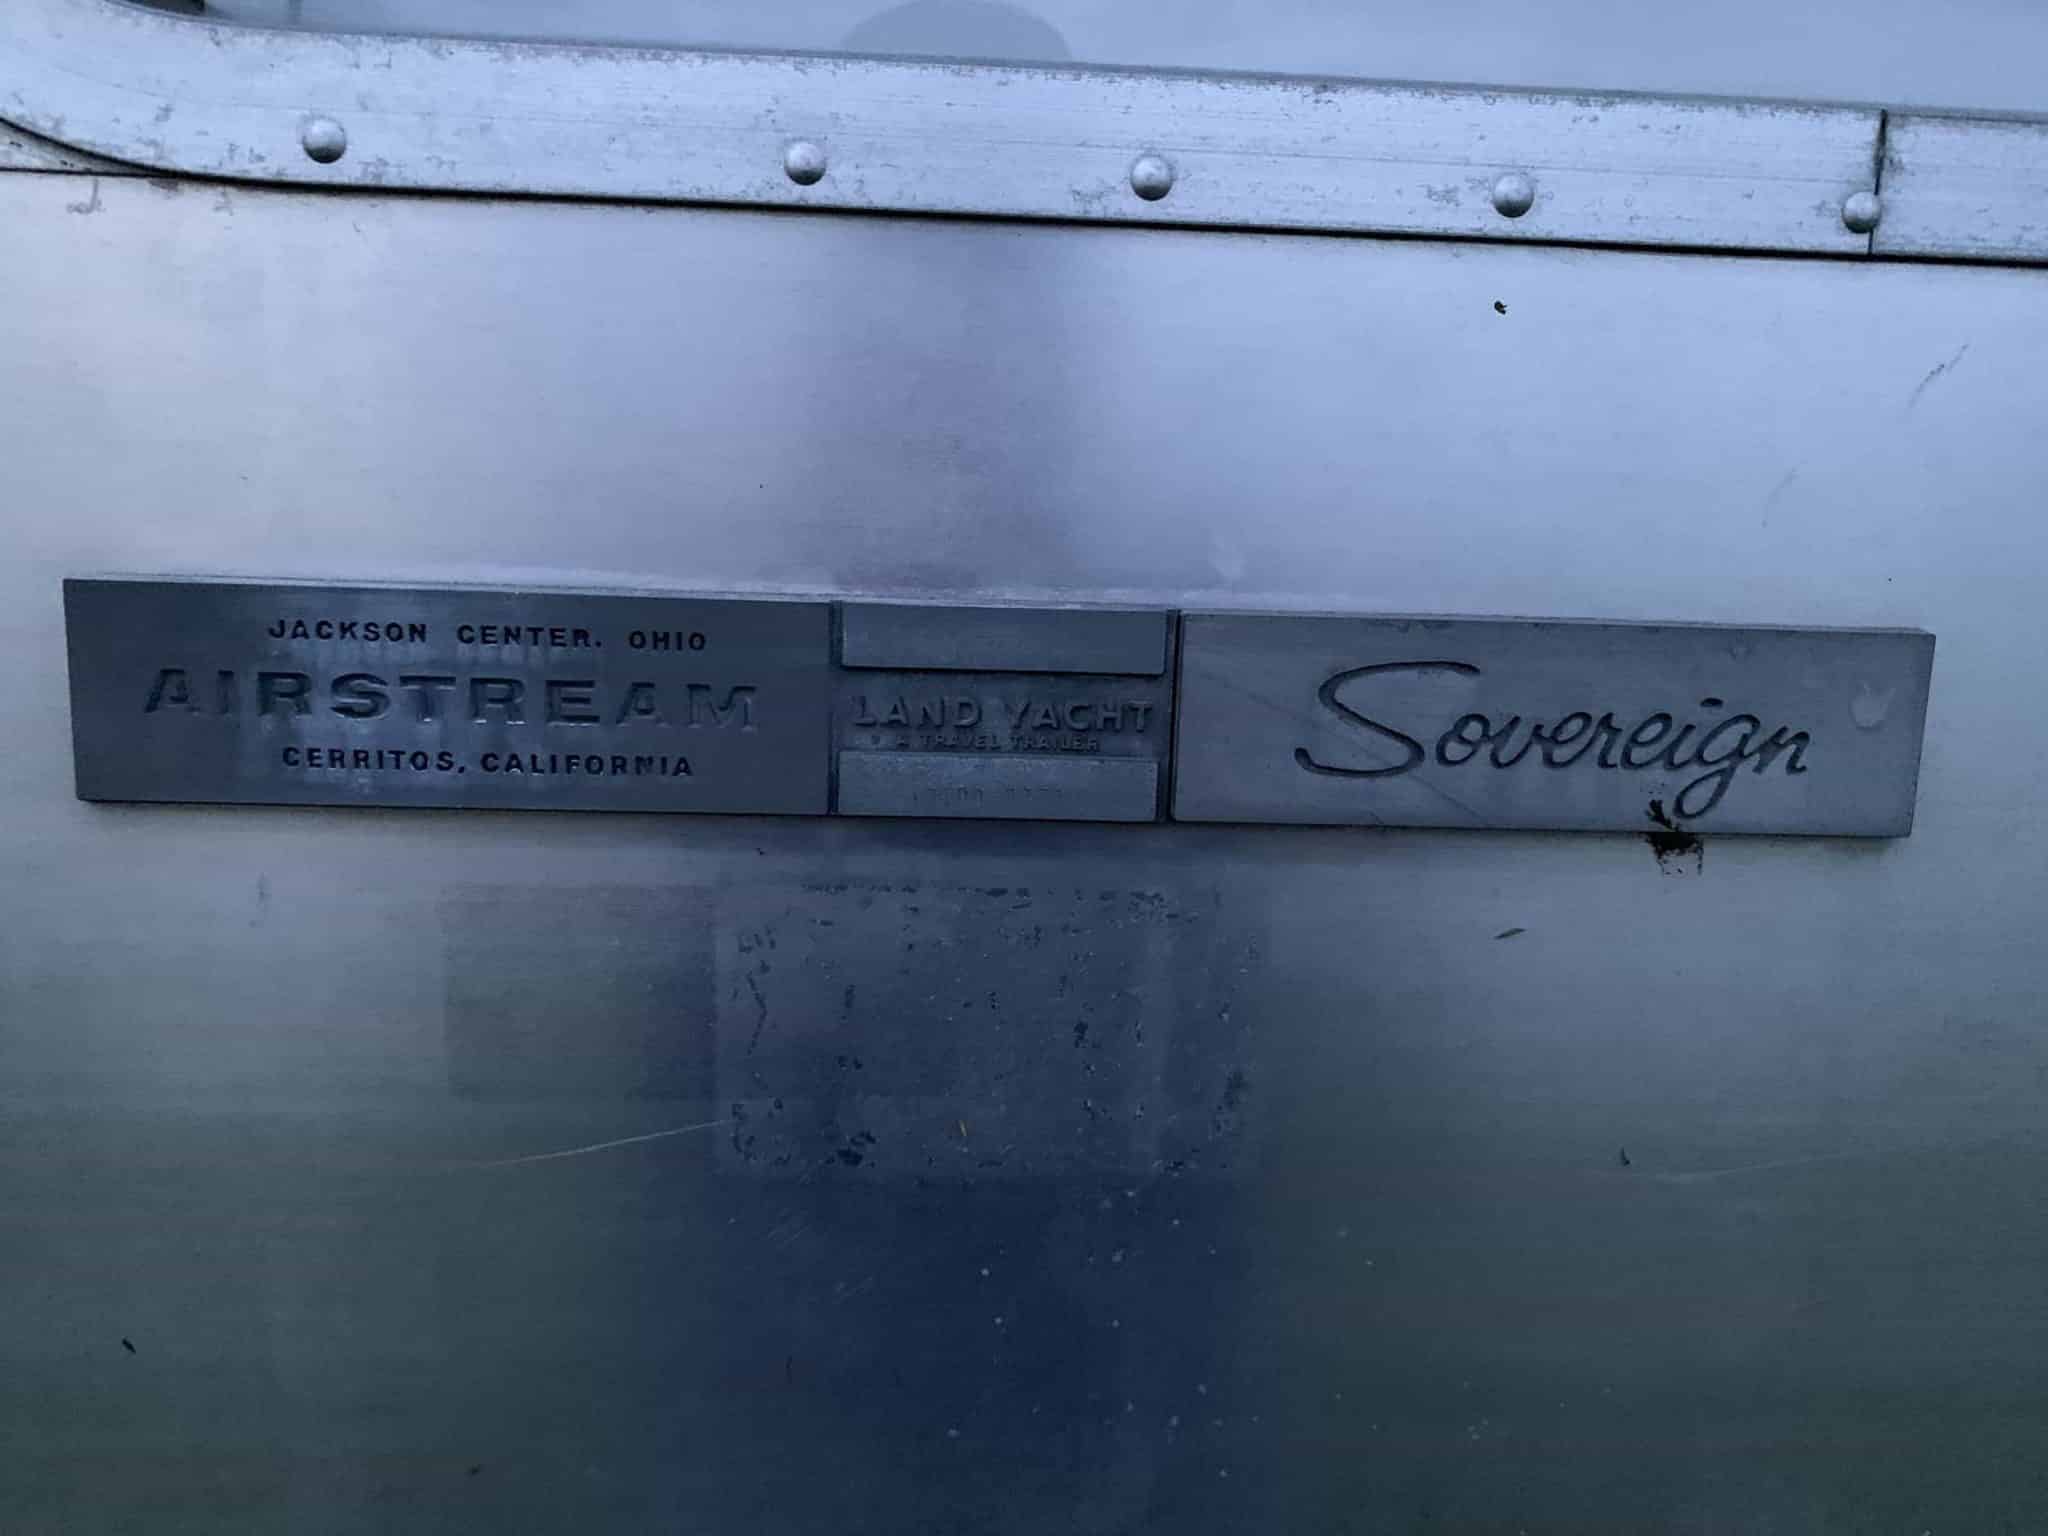 JACKSON CENTER. OHIO
AIRSTREAM
CERRITOS, CALIFORNIA
LAND YACHT
A TRAVEL TRAILER
Sovereign